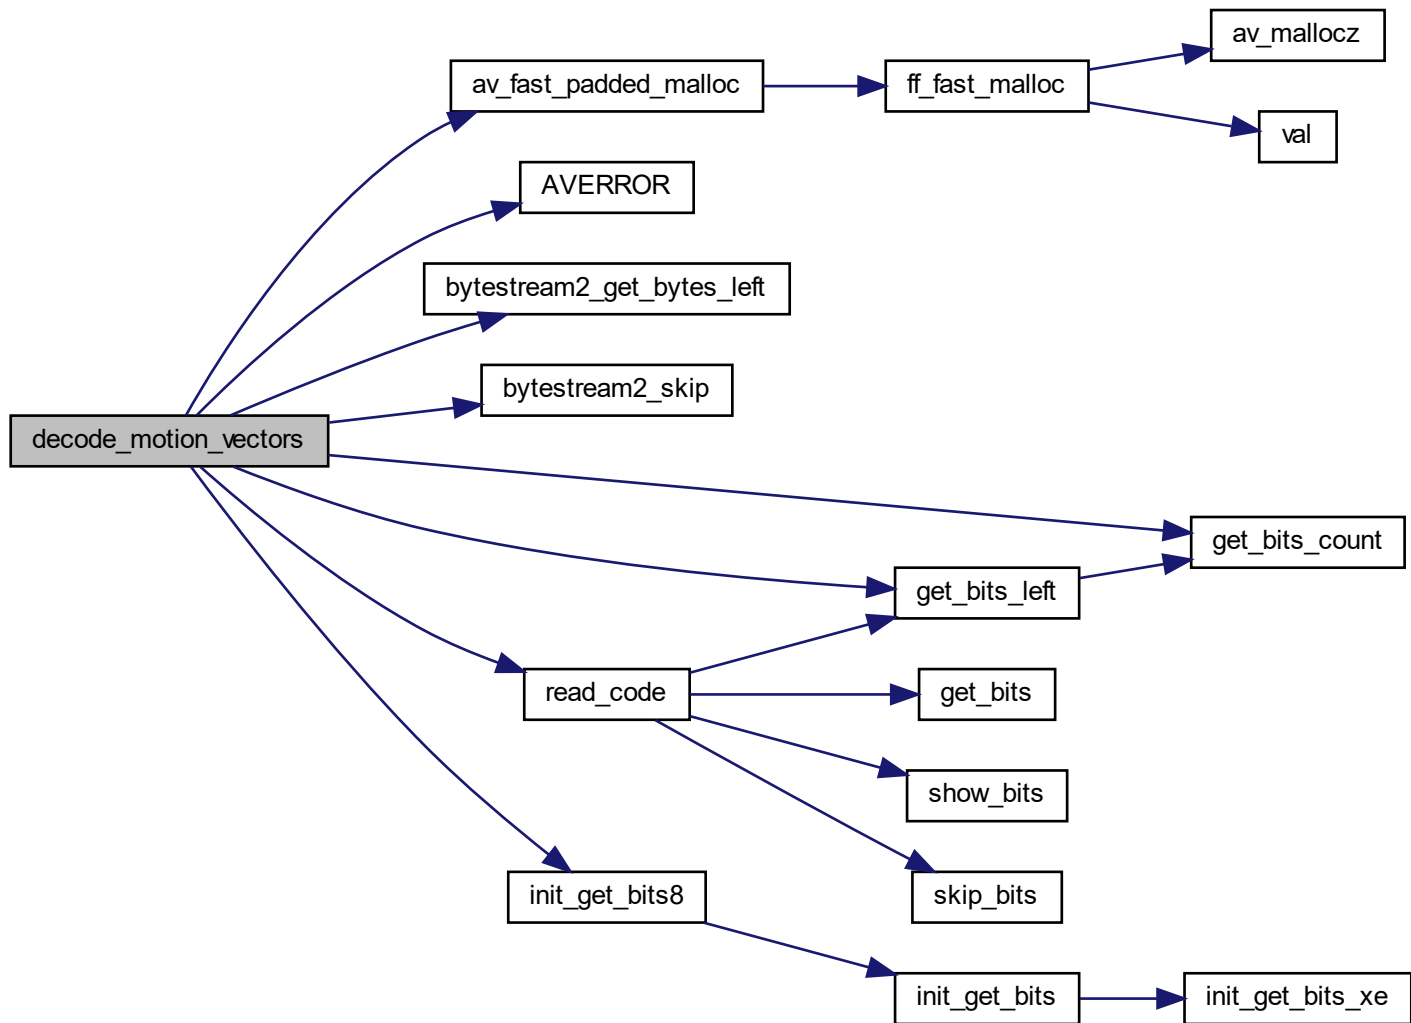 av_mallocz
av_fast_padded_malloc
ff_fast_malloc
val
AVERROR
bytestream2_get_bytes_left
bytestream2_skip
decode_motion_vectors
get_bits_count
get_bits_left
read_code
get_bits
show_bits
init_get_bits8
skip_bits
init_get_bits
init_get_bits_xe